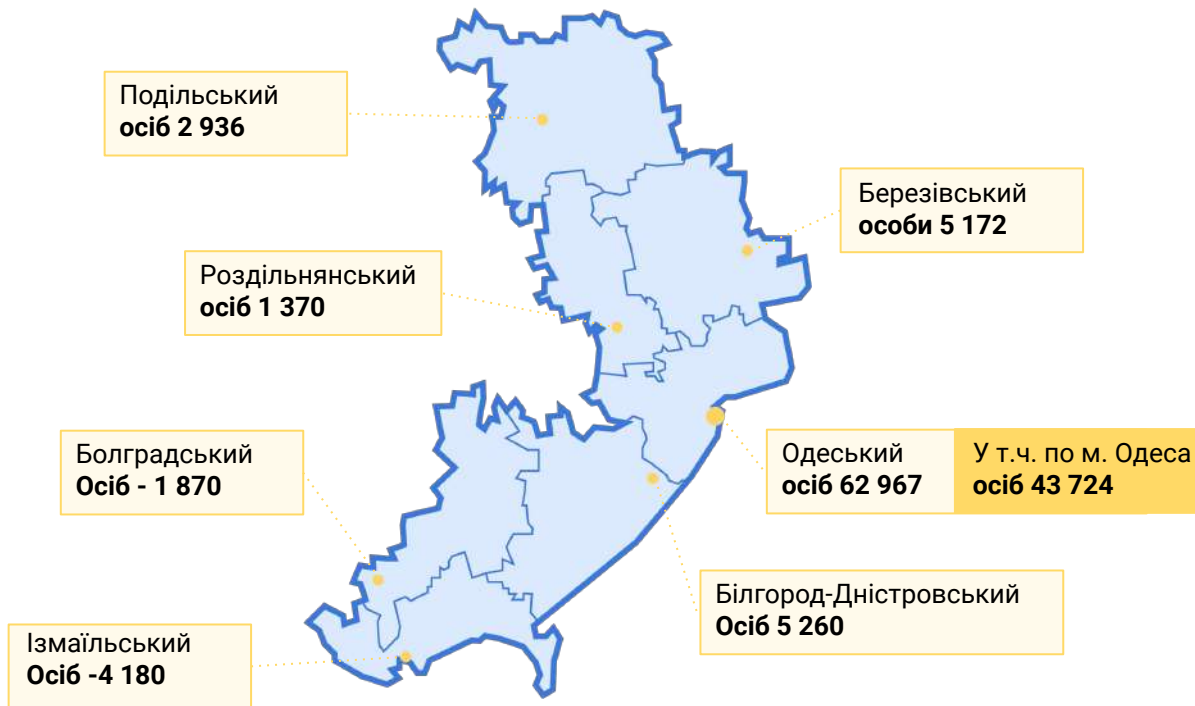 Подільський
осіб 2 936
Березівський
особи 5 172
Роздільнянський
осіб 1 370
Болградський
Осіб - 1 870
Одеський
осіб 62 967
У т.ч. по м. Одеса
осіб 43 724
Білгород-Дністровський
Осіб 5 260
Ізмаїльський
Осіб -4 180